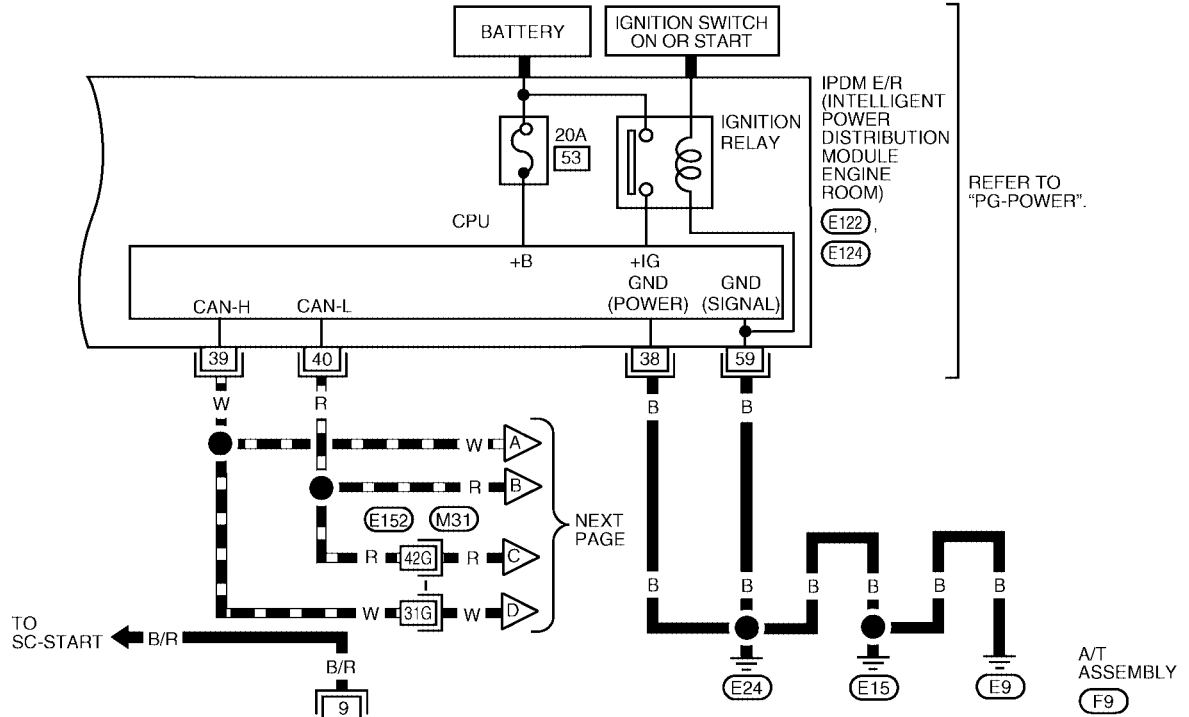 BATTERY
IGNITION SWITCH
ON OR START
IPDM E/R
(INTELLIGENT
POWER
DISTRIBUTION
MODULE
ENGINE
ROOM)
E122 ,
E124
REFER TO
"PG-POWER".
20A
53
IGNITION
RELAY
CPU
+B
+IG
CAN-H
CAN-L
GND
(POWER)
GND
(SIGNAL)
39
40
38
59
W
R
B
B
W
A
R
B
E152
M31
NEXT
PAGE
R
42G
R
C
W
31G
W
D
B
B
B
B
B
B
TO
SC-START
B/R
B/R
9
E24
E15
E9
A/T
ASSEMBLY
F9